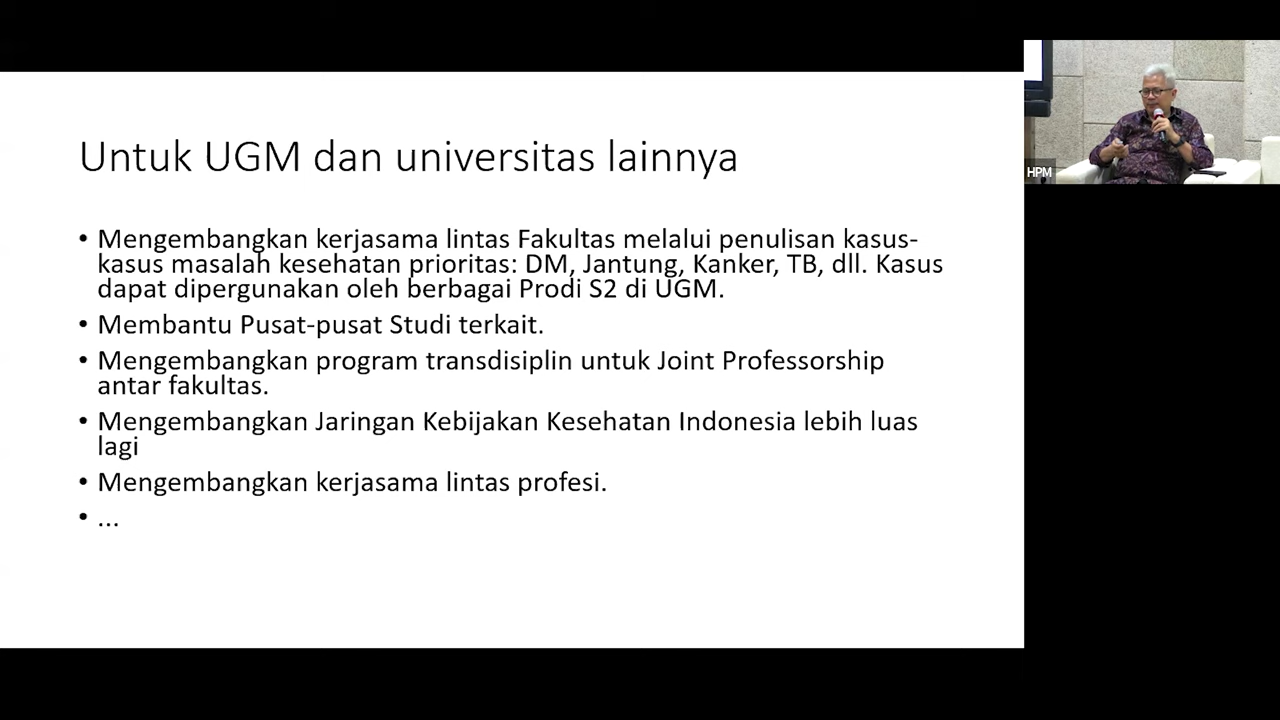 Untuk UGM dan universitas lainnya
• Mengembangkan kerjasama lintas Fakultas melalui penulisan kasus-
kasus masalah kesehatan prioritas: DM, Jantung, Kanker, TB, dll. Kasus
dapat dipergunakan oleh berbagai Prodi S2 di UGM.
• Membantu Pusat-pusat Studi terkait.
• Mengembangkan program transdisiplin untuk Joint Professorship
antar fakultas.
• Mengembangkan Jaringan Kebijakan Kesehatan Indonesia lebih luas
lagi
• Mengembangkan kerjasama lintas profesi.
• ...
HPM